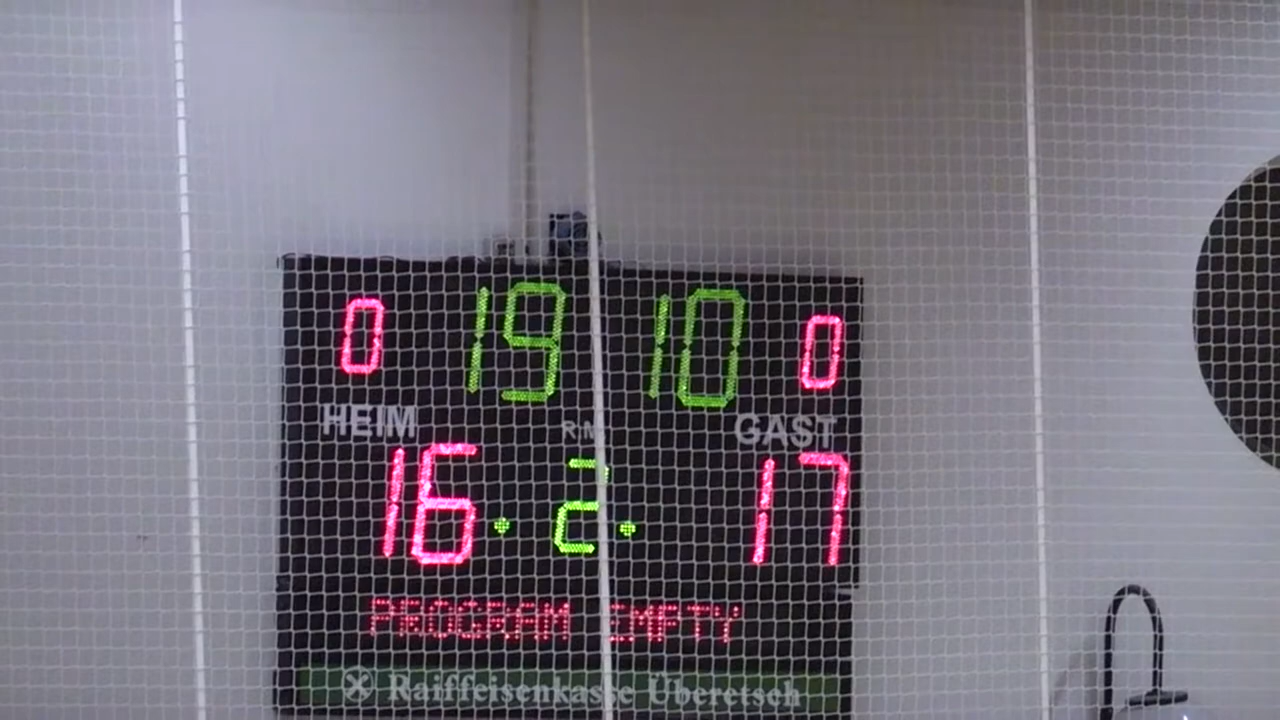 0 19 10 0
HEIM R.M GAST
16 . 2 . 17
PROGRAM EMPTY
Raiffeisenkasse Überetsch